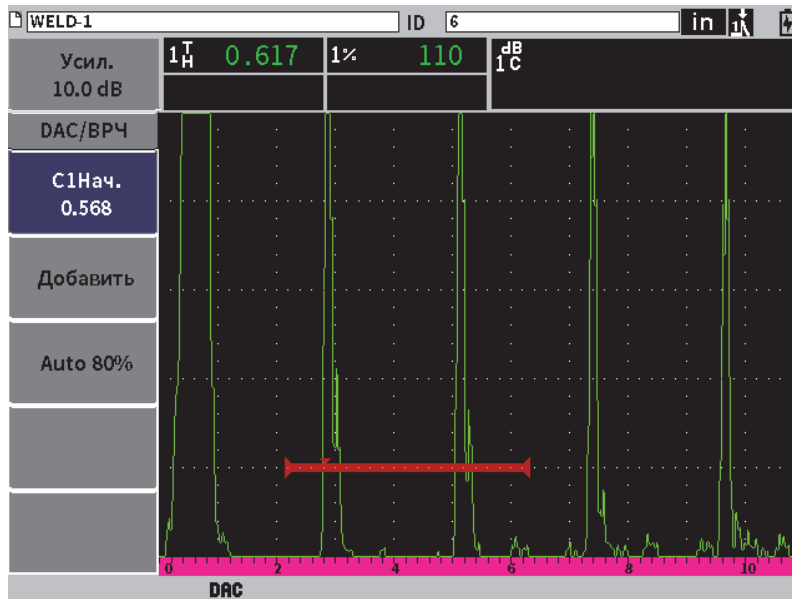 WELD-1 ID 6 in
Усил.
10.0 dB
1 T H 0.617
1% 110
dB
1 C
DAC/ВРЧ
C1Нач.
0.568
Добавить
Auto 80%
0 2 4 6 8 10
DAC